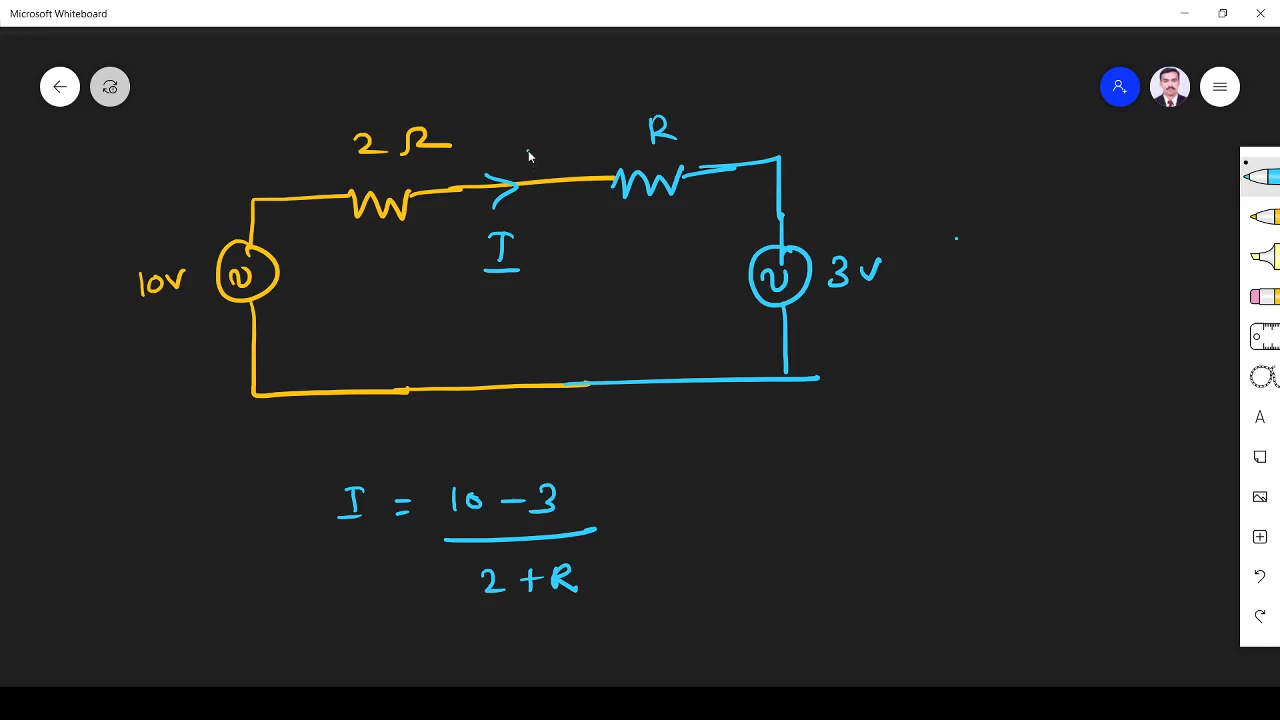 Microsoft Whiteboard
2 Ω
R
I
10V
3 V
I = 10 - 3
2 + R
A